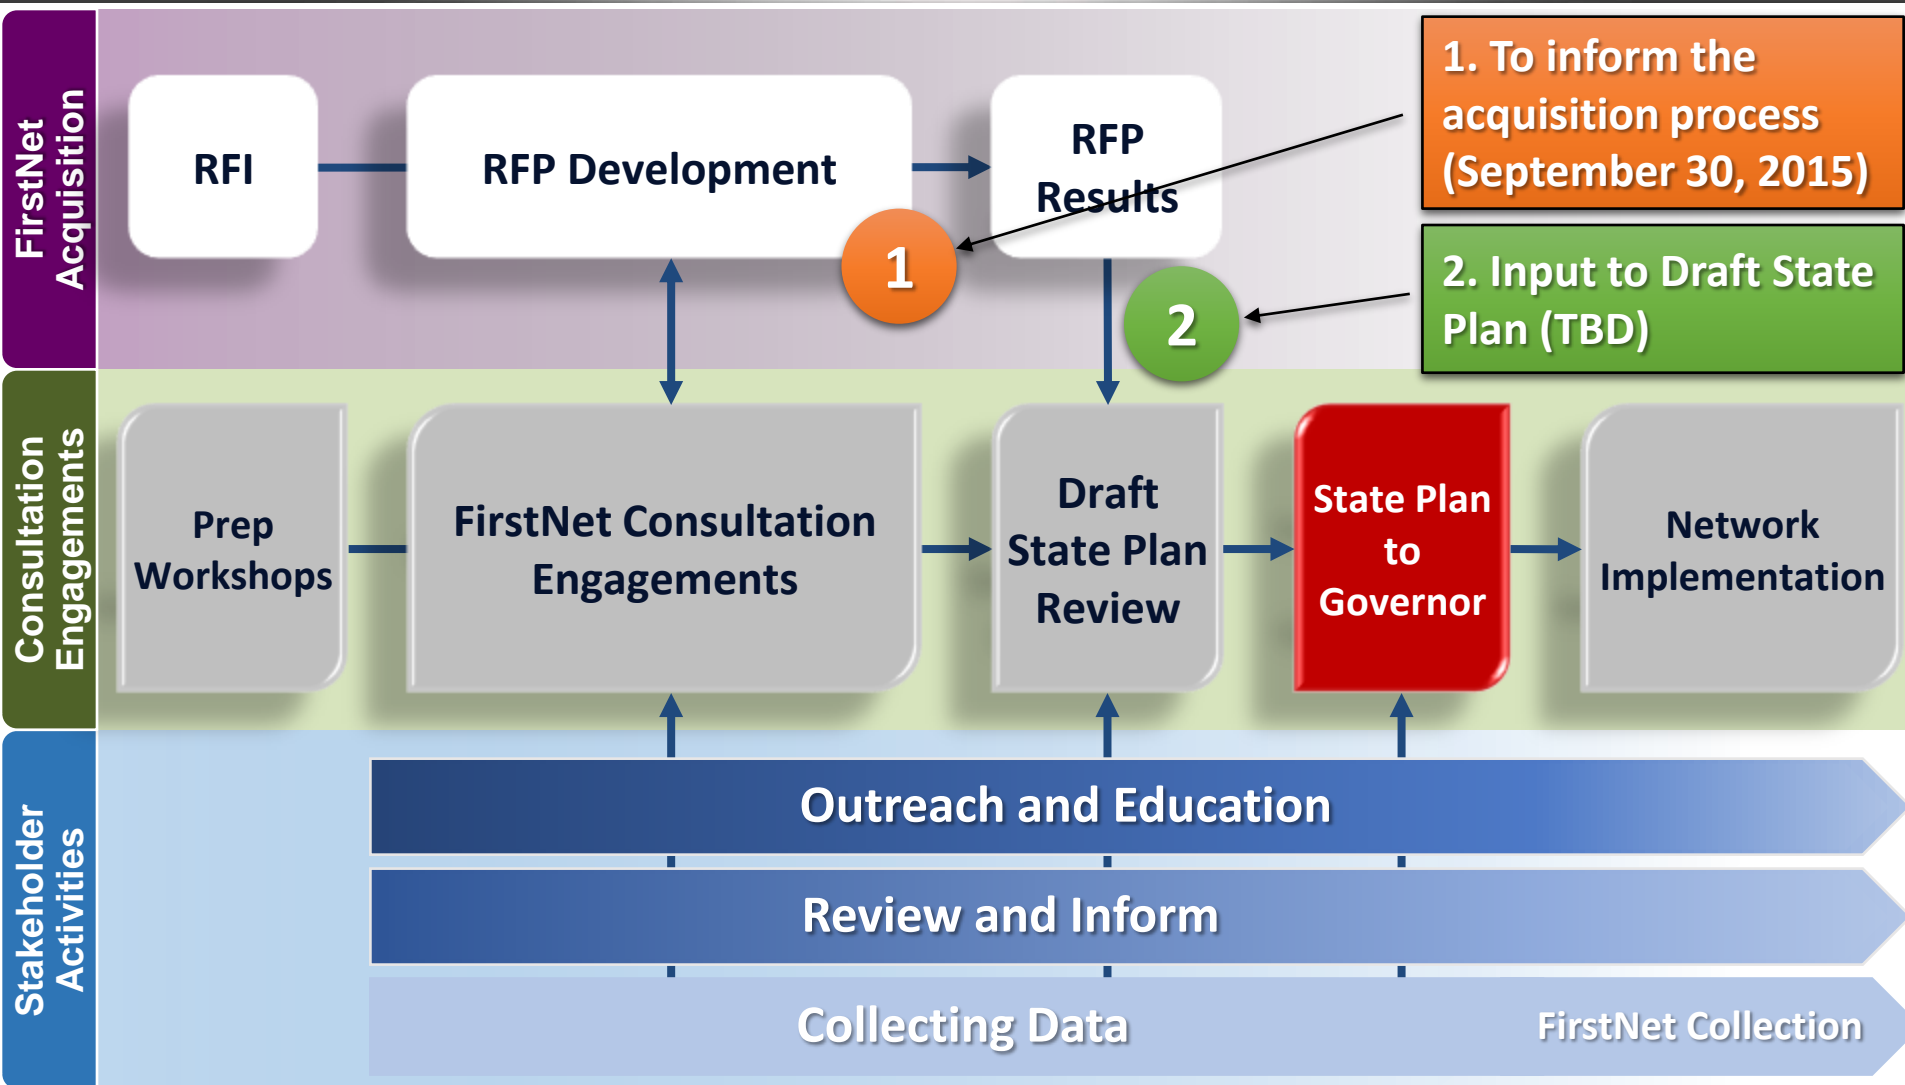 FirstNet
Acquisition
RFI
RFP Development
RFP
Results
1
2
1. To inform the
acquisition process
(September 30, 2015)
2. Input to Draft State
Plan (TBD)
Consultation
Engagements
Prep
Workshops
FirstNet Consultation
Engagements
Draft
State Plan
Review
State Plan
to
Governor
Network
Implementation
Stakeholder
Activities
Outreach and Education
Review and Inform
Collecting Data
FirstNet Collection